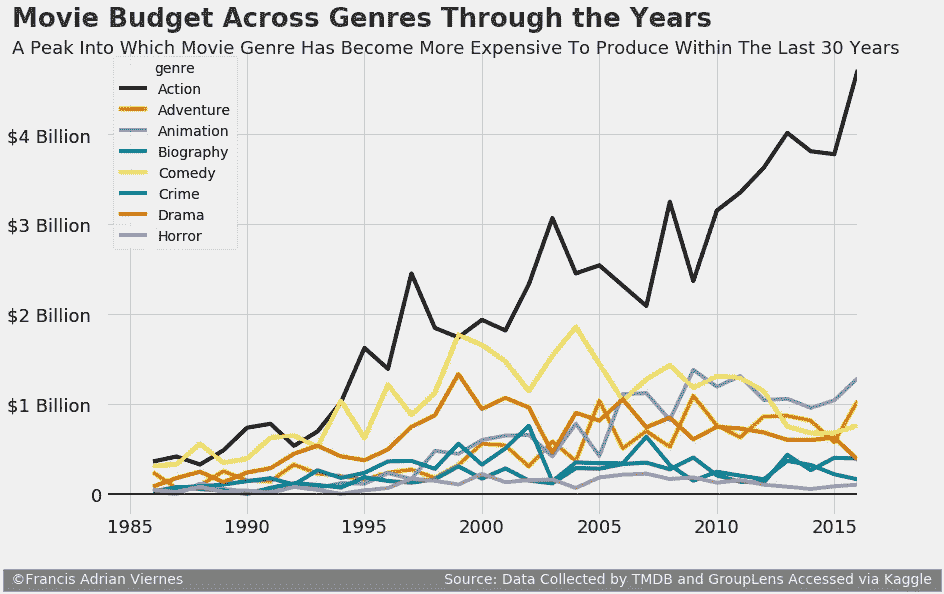 Movie Budget Across Genres Through the Years
A Peak Into Which Movie Genre Has Become More Expensive To Produce Within The Last 30 Years
genre
Action
Adventure
Animation
Biography
Comedy
Crime
Drama
Horror
$4 Billion
$3 Billion
$2 Billion
$1 Billion
0
1985 1990 1995 2000 2005 2010 2015
©Francis Adrian Viernes Source: Data Collected by TMDB and GroupLens Accessed via Kaggle